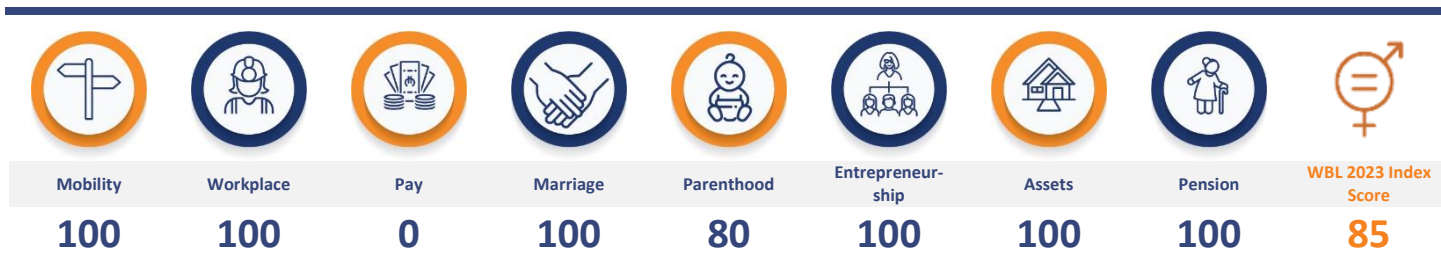 Mobility
Workplace
Pay
Marriage
Parenthood
Entrepreneur-
ship
Assets
Pension
WBL 2023 Index
Score
100
100
0
100
80
100
100
100
85